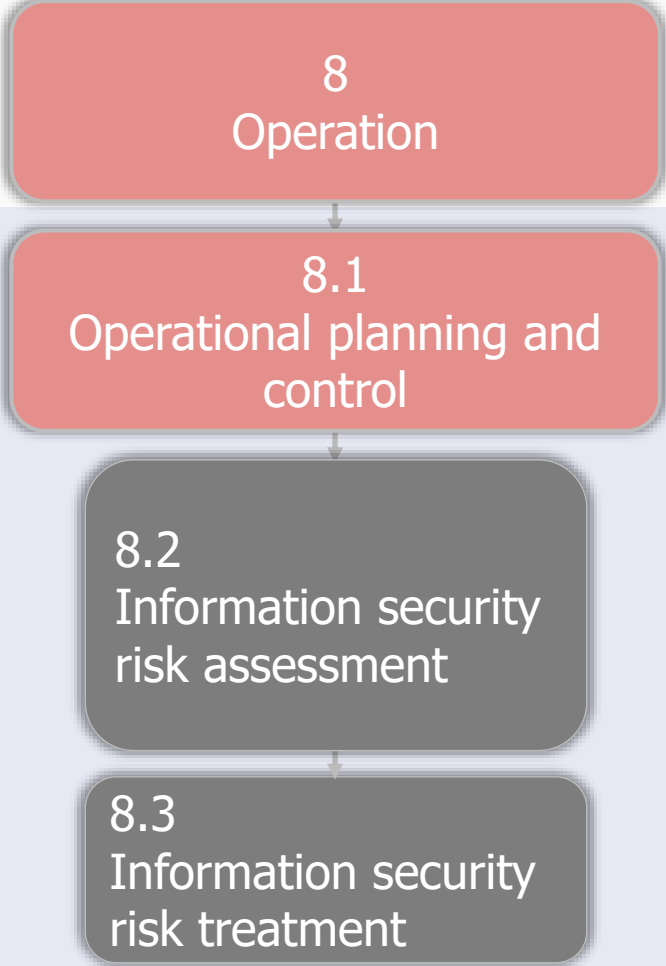 8
Operation
8.1
Operational planning and
control
8.2
Information security
risk assessment
8.3
Information security
risk treatment